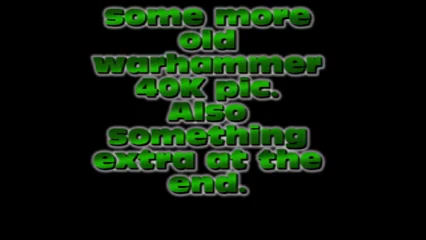 some more
old
warhammer
40K pic.
Also
something
extra at the
end.